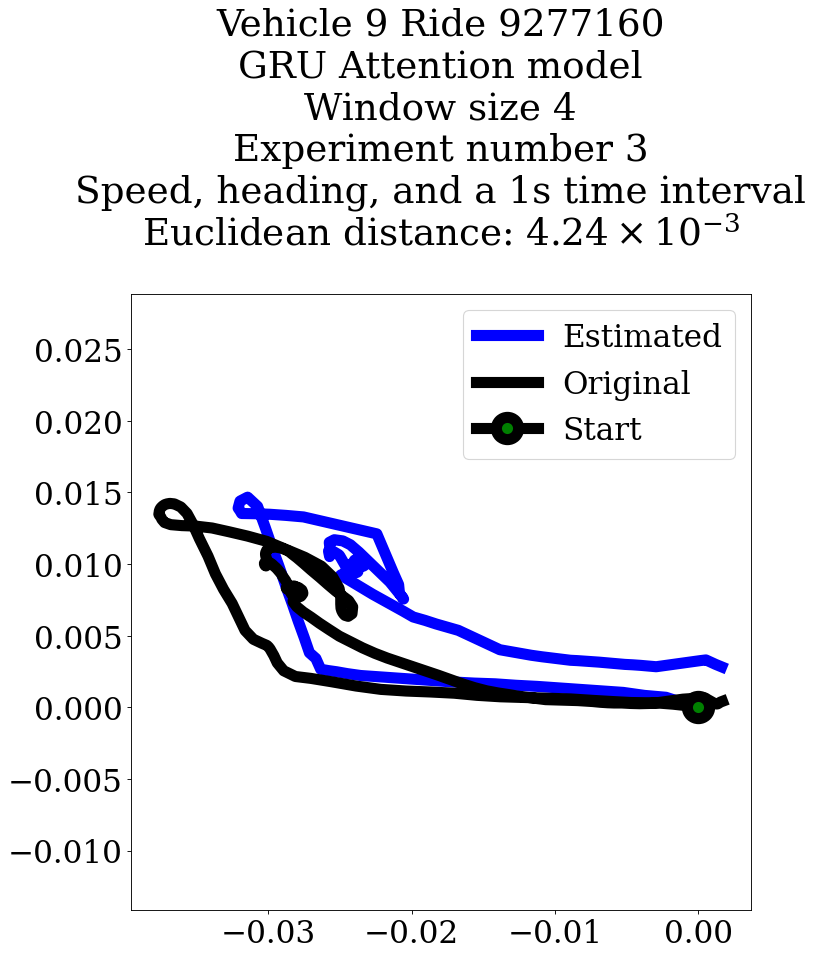 Vehicle 9 Ride 9277160
GRU Attention model
Window size 4
Experiment number 3
Speed, heading, and a 1s time interval
Euclidean distance: 4.24 × 10⁻³
Estimated
Original
Start
0.025
0.020
0.015
0.010
0.005
0.000
−0.005
−0.010
−0.03 −0.02 −0.01 0.00